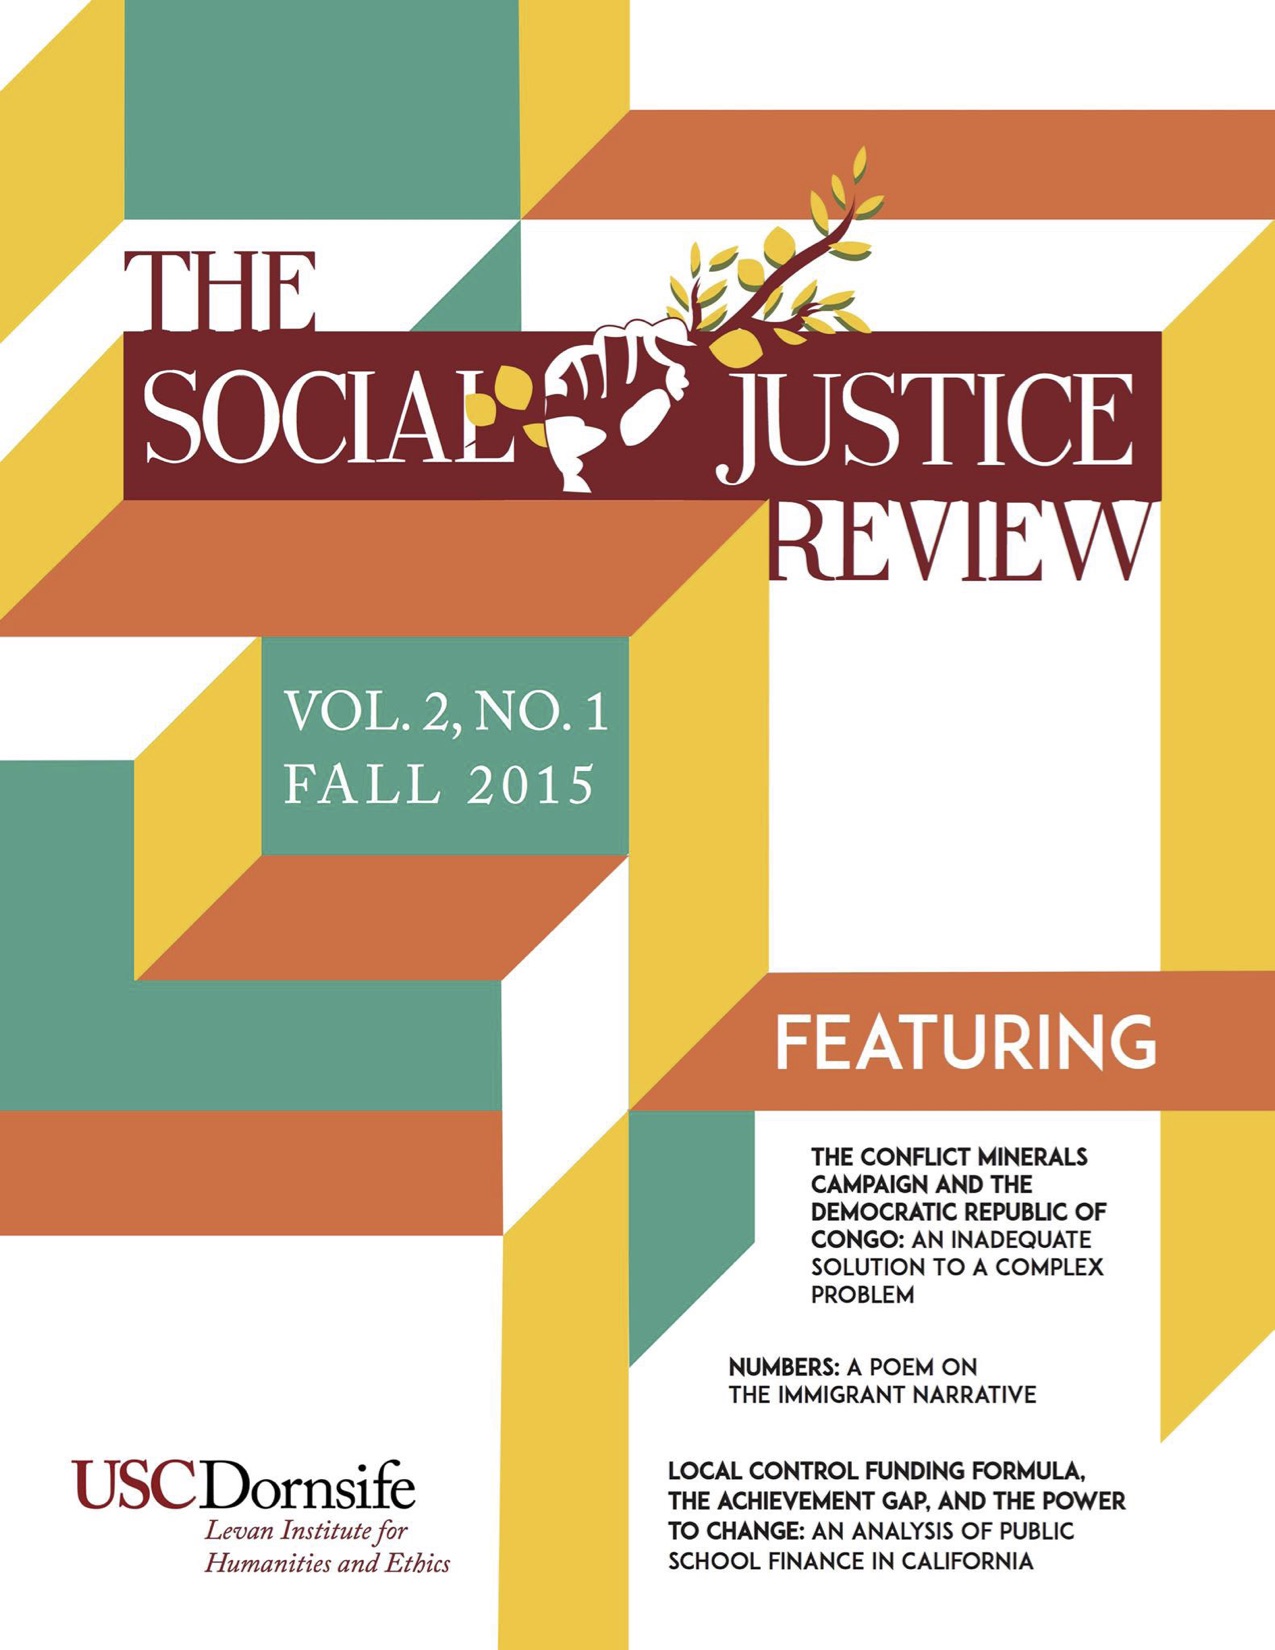 THE
SOCIAL JUSTICE
REVIEW
VOL. 2, NO. 1
FALL 2015
FEATURING
THE CONFLICT MINERALS
CAMPAIGN AND THE
DEMOCRATIC REPUBLIC OF
CONGO: AN INADEQUATE
SOLUTION TO A COMPLEX
PROBLEM
NUMBERS: A POEM ON
THE IMMIGRANT NARRATIVE
LOCAL CONTROL FUNDING FORMULA,
THE ACHIEVEMENT GAP, AND THE POWER
TO CHANGE: AN ANALYSIS OF PUBLIC
SCHOOL FINANCE IN CALIFORNIA
USCDornsife
Levan Institute for
Humanities and Ethics